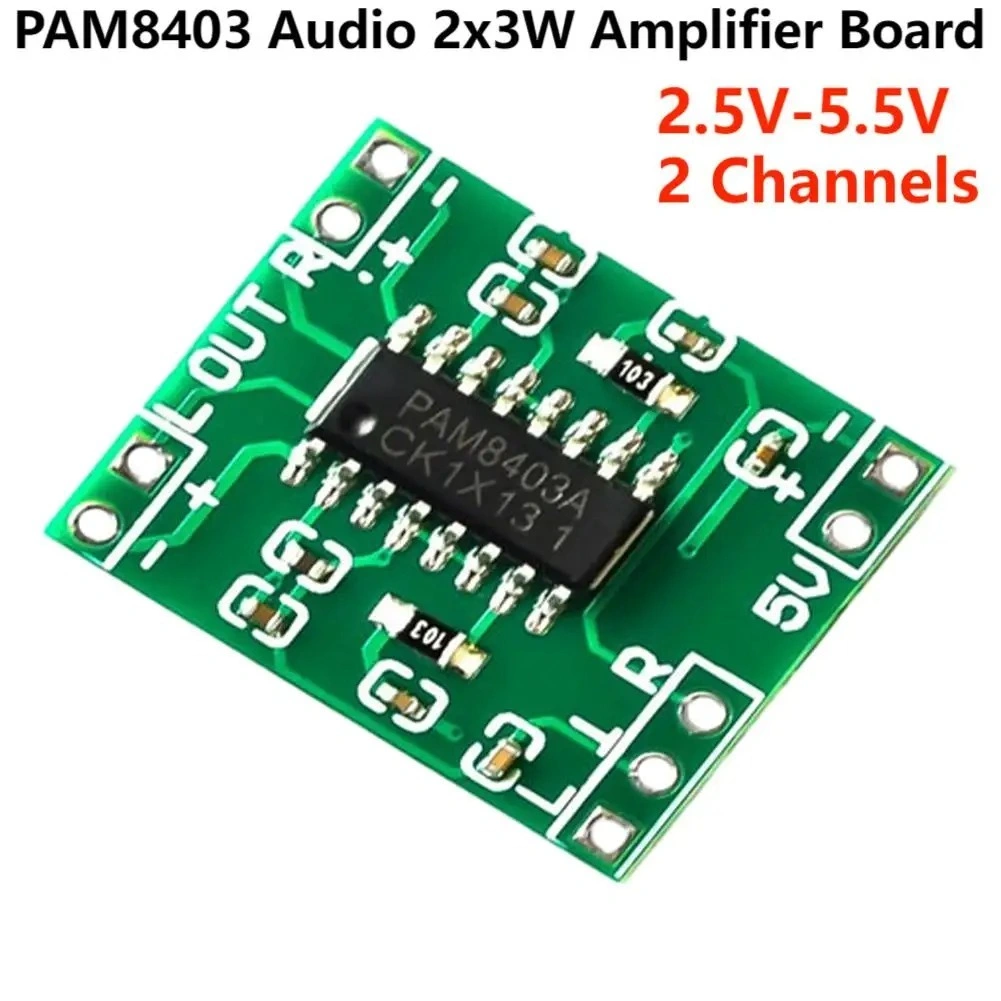 PAM8403 Audio 2x3W Amplifier Board
2.5V-5.5V
2 Channels
-
+
L OUT R
103
PAM8403A
CK1X13 1
-
+
5V
+
-
103
R
⊥
L